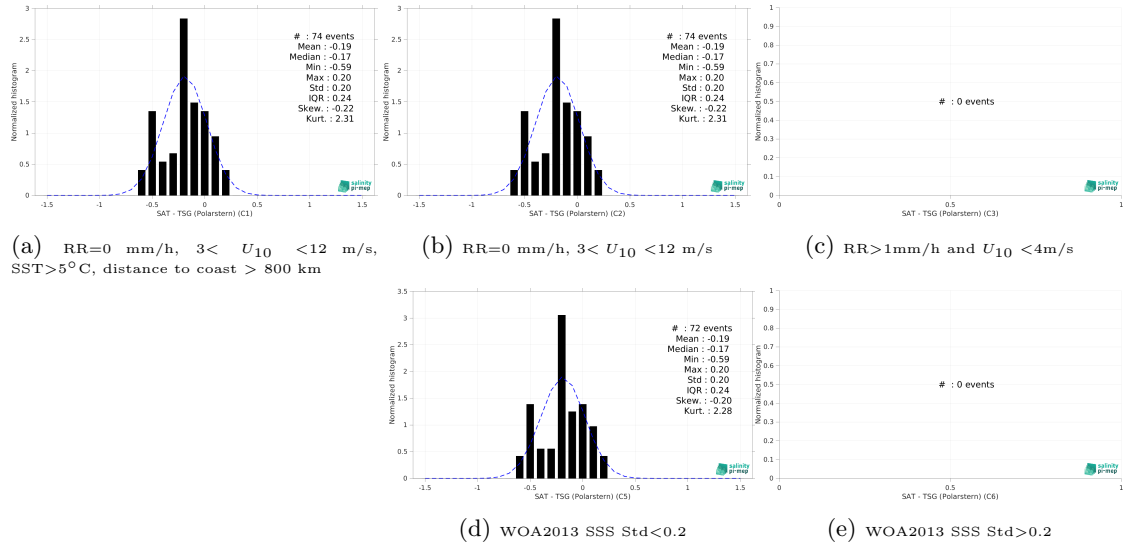 3
2.5
2
1.5
1
0.5
0
-1.5
-1
-0.5
0
0.5
1
1.5
Normalized histogram
SAT - TSG (Polarstern) (C1)
# : 74 events
Mean : -0.19
Median : -0.17
Min : -0.59
Max : 0.20
Std : 0.20
IQR : 0.24
Skew. : -0.22
Kurt. : 2.31
salinity
pi-mep
(a) RR=0 mm/h, 3< U10 <12 m/s,
SST>5°C, distance to coast > 800 km
3
2.5
2
1.5
1
0.5
0
-1.5
-1
-0.5
0
0.5
1
1.5
Normalized histogram
SAT - TSG (Polarstern) (C2)
# : 74 events
Mean : -0.19
Median : -0.17
Min : -0.59
Max : 0.20
Std : 0.20
IQR : 0.24
Skew. : -0.22
Kurt. : 2.31
salinity
pi-mep
(b) RR=0 mm/h, 3< U10 <12 m/s
1
0.9
0.8
0.7
0.6
0.5
0.4
0.3
0.2
0.1
0
0
0.5
1
Normalized histogram
SAT - TSG (Polarstern) (C3)
# : 0 events
salinity
pi-mep
(c) RR>1mm/h and U10 <4m/s
3.5
3
2.5
2
1.5
1
0.5
0
-1.5
-1
-0.5
0
0.5
1
1.5
Normalized histogram
SAT - TSG (Polarstern) (C5)
# : 72 events
Mean : -0.19
Median : -0.17
Min : -0.59
Max : 0.20
Std : 0.20
IQR : 0.24
Skew. : -0.20
Kurt. : 2.28
salinity
pi-mep
(d) WOA2013 SSS Std<0.2
1
0.9
0.8
0.7
0.6
0.5
0.4
0.3
0.2
0.1
0
0
0.5
1
Normalized histogram
SAT - TSG (Polarstern) (C6)
# : 0 events
salinity
pi-mep
(e) WOA2013 SSS Std>0.2